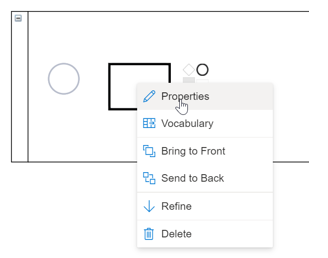 Properties
Vocabulary
Bring to Front
Send to Back
Refine
Delete